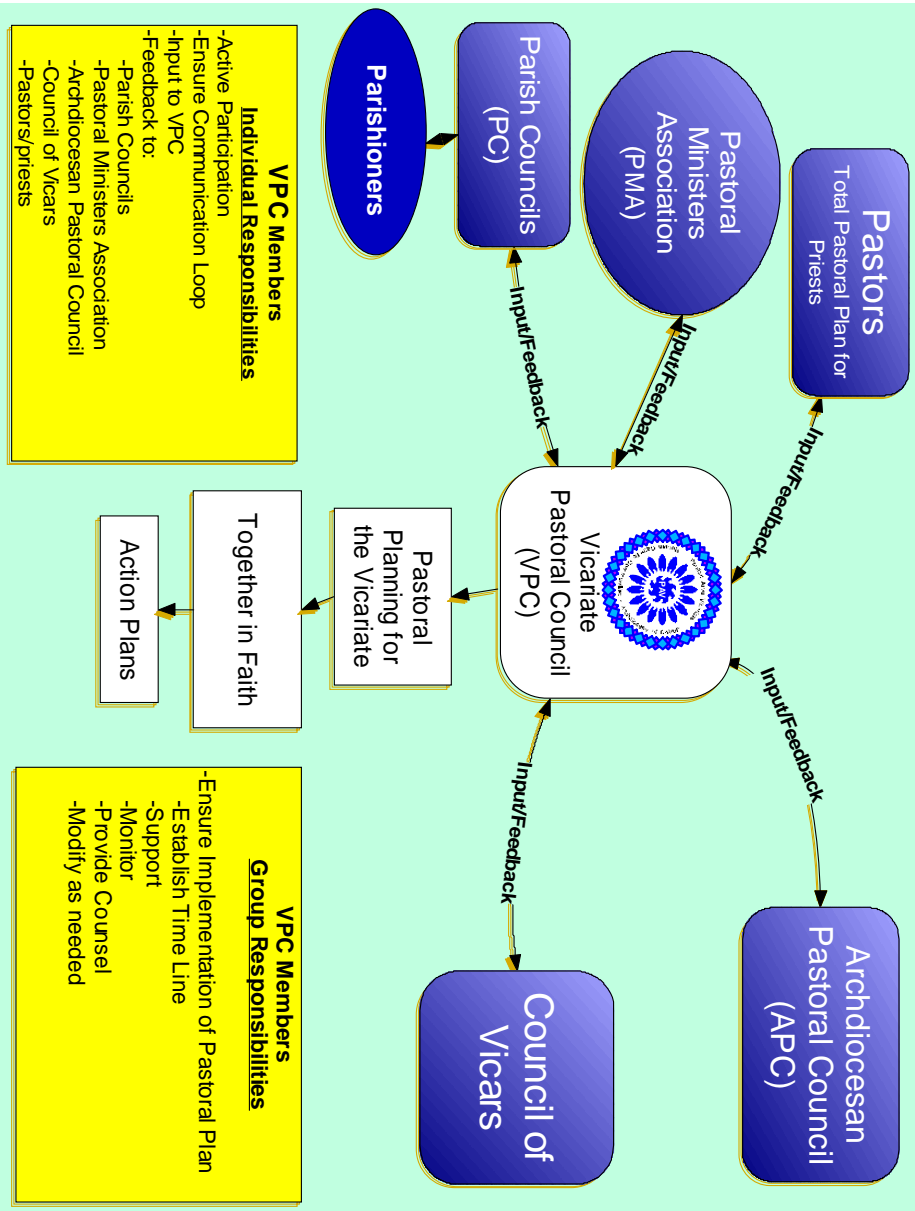 Pastors
Total Pastoral Plan for
Priests
Input/Feedback
Archdiocesan
Pastoral Council
(APC)
Input/Feedback
Pastoral
Ministers
Association
(PMA)
Input/Feedback
Vicariate
Pastoral Council
(VPC)
Parish Councils
(PC)
Input/Feedback
Input/Feedback
Council of
Vicars
Parishioners
Pastoral
Planning for
the Vicariate
Together in Faith
Action Plans
VPC Members
Individual Responsibilities
-Active Participation
-Ensure Communication Loop
-Input to VPC
-Feedback to:
-Parish Councils
-Pastoral Ministers Association
-Archdiocesan Pastoral Council
-Council of Vicars
-Pastors/priests
VPC Members
Group Responsibilities
-Ensure Implementation of Pastoral Plan
-Establish Time Line
-Support
-Monitor
-Provide Counsel
-Modify as needed